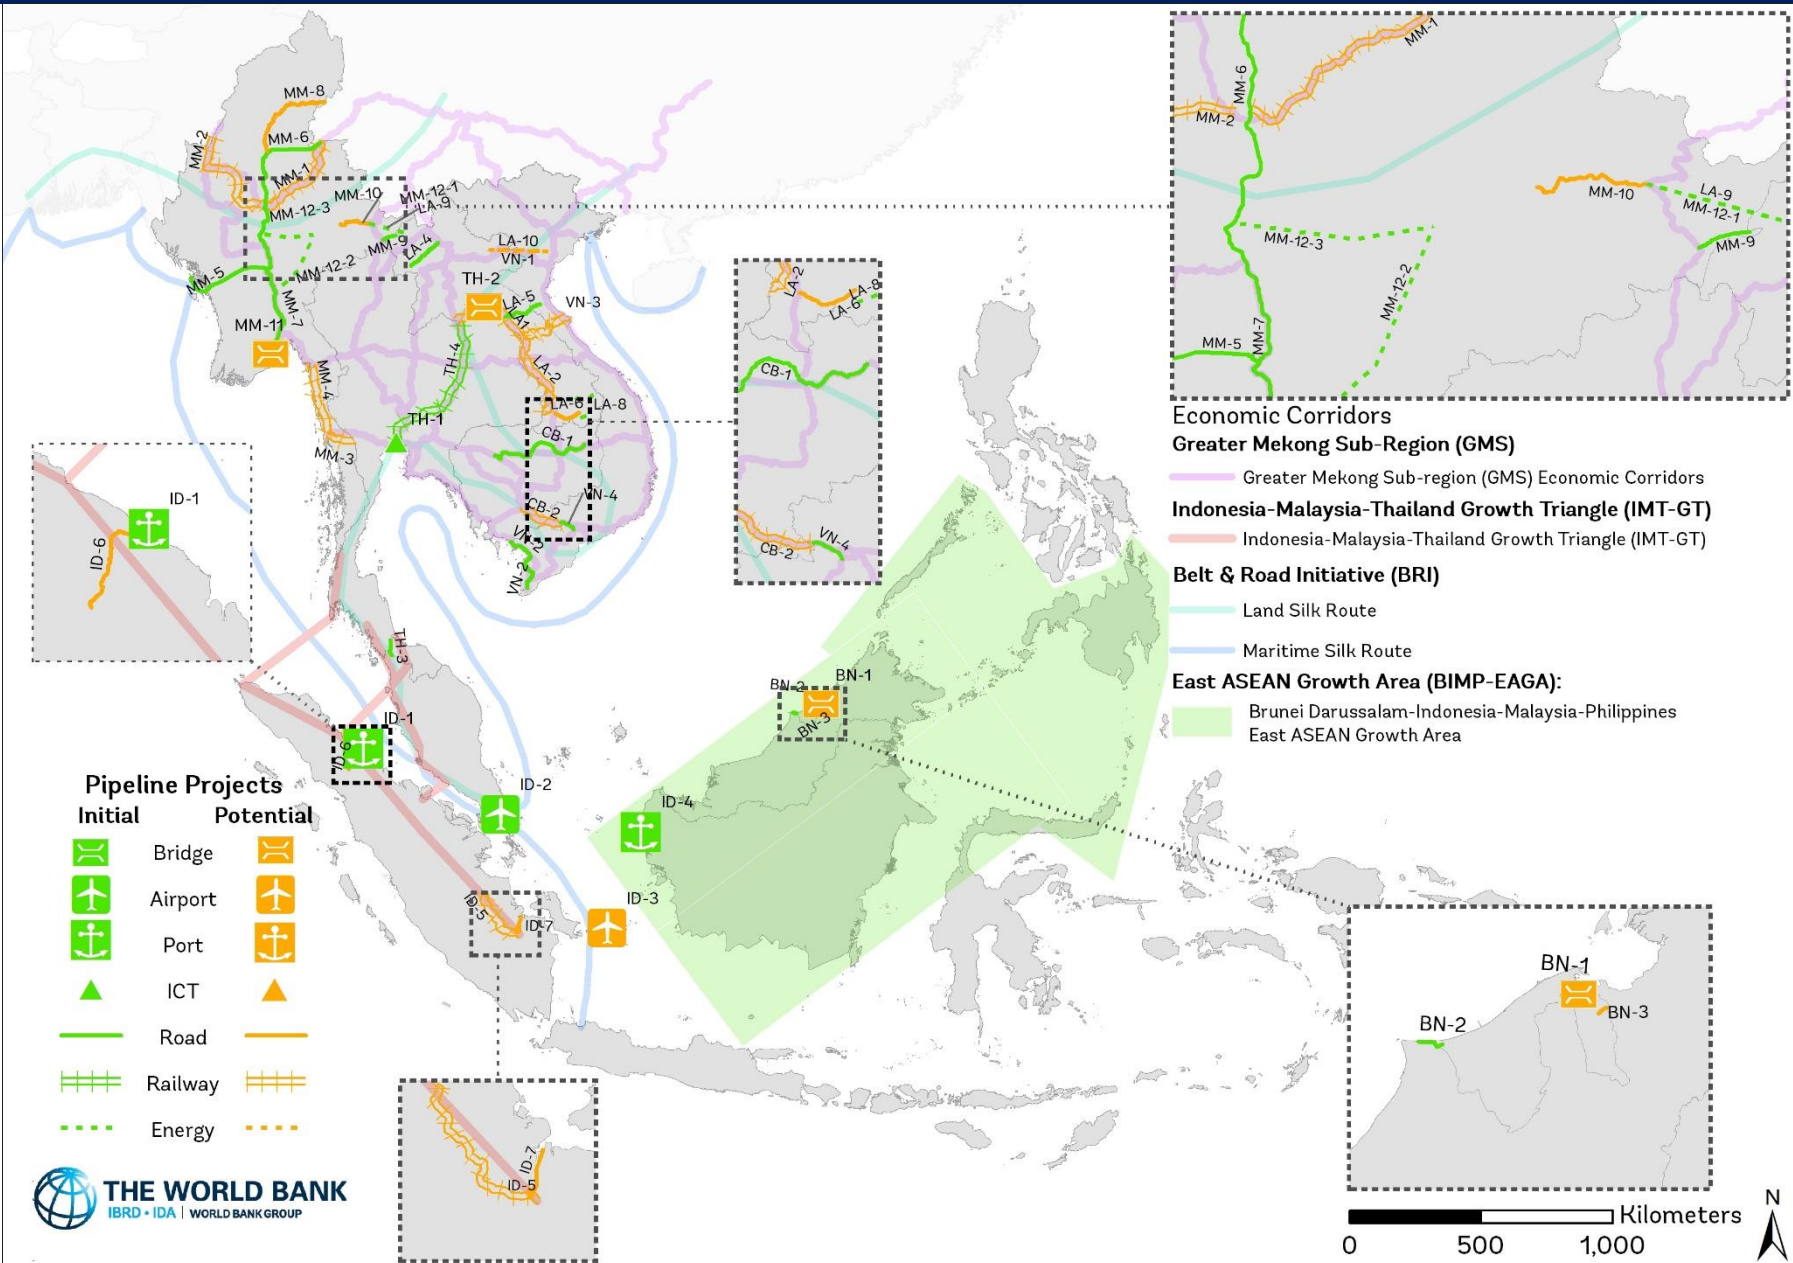 MM-8
MM-2
MM-6
MM-1
MM-10
MM-12-1
LA-9
MM-12-3
MM-9
LA-4
LA-10
VN-1
MM-12-2
MM-5
MM-7
TH-2
LA-5
LA1
VN-3
MM-11
MM-4
TH-4
LA-2
TH-1
LA-6
LA-8
CB-1
MM-3
CB-2
VN-4
VN-2
VN-2
ID-1
ID-6
TH-3
ID-1
ID-6
ID-2
BN-2
BN-1
BN-3
ID-4
ID-3
ID-5
ID-7
LA-2
LA-8
LA-6
CB-1
CB-2
VN-4
MM-1
MM-6
MM-2
MM-10
LA-9
MM-12-1
MM-9
MM-12-3
MM-12-2
MM-5
MM-7
Economic Corridors
Greater Mekong Sub-Region (GMS)
Greater Mekong Sub-region (GMS) Economic Corridors
Indonesia-Malaysia-Thailand Growth Triangle (IMT-GT)
Indonesia-Malaysia-Thailand Growth Triangle (IMT-GT)
Belt & Road Initiative (BRI)
Land Silk Route
Maritime Silk Route
East ASEAN Growth Area (BIMP-EAGA):
Brunei Darussalam-Indonesia-Malaysia-Philippines
East ASEAN Growth Area
Pipeline Projects
Initial Potential
Bridge
Airport
Port
ICT
Road
Railway
Energy
THE WORLD BANK
IBRD • IDA | WORLD BANK GROUP
ID-7
ID-5
BN-1
BN-2
BN-3
Kilometers
0 500 1,000
N